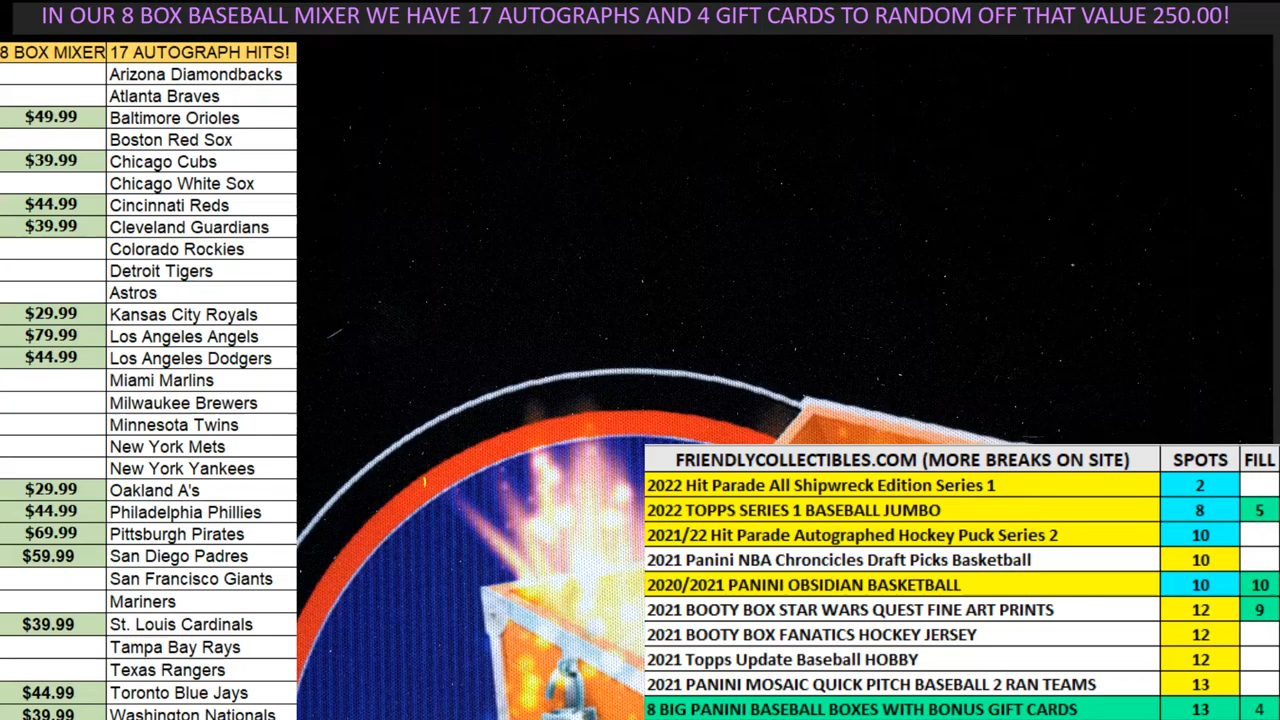 IN OUR 8 BOX BASEBALL MIXER WE HAVE 17 AUTOGRAPHS AND 4 GIFT CARDS TO RANDOM OFF THAT VALUE 250.00!
8 BOX MIXER 17 AUTOGRAPH HITS!
Arizona Diamondbacks
Atlanta Braves
$49.99 Baltimore Orioles
Boston Red Sox
$39.99 Chicago Cubs
Chicago White Sox
$44.99 Cincinnati Reds
$39.99 Cleveland Guardians
Colorado Rockies
Detroit Tigers
Astros
$29.99 Kansas City Royals
$79.99 Los Angeles Angels
$44.99 Los Angeles Dodgers
Miami Marlins
Milwaukee Brewers
Minnesota Twins
New York Mets
New York Yankees
$29.99 Oakland A's
$44.99 Philadelphia Phillies
$69.99 Pittsburgh Pirates
$59.99 San Diego Padres
San Francisco Giants
Mariners
$39.99 St. Louis Cardinals
Tampa Bay Rays
Texas Rangers
$44.99 Toronto Blue Jays
$39.99 Washington Nationals
FRIENDLYCOLLECTIBLES.COM (MORE BREAKS ON SITE) SPOTS FILL
2022 Hit Parade All Shipwreck Edition Series 1 2
2022 TOPPS SERIES 1 BASEBALL JUMBO 8 5
2021/22 Hit Parade Autographed Hockey Puck Series 2 10
2021 Panini NBA Chroncicles Draft Picks Basketball 10
2020/2021 PANINI OBSIDIAN BASKETBALL 10 10
2021 BOOTY BOX STAR WARS QUEST FINE ART PRINTS 12 9
2021 BOOTY BOX FANATICS HOCKEY JERSEY 12
2021 Topps Update Baseball HOBBY 12
2021 PANINI MOSAIC QUICK PITCH BASEBALL 2 RAN TEAMS 13
8 BIG PANINI BASEBALL BOXES WITH BONUS GIFT CARDS 13 4